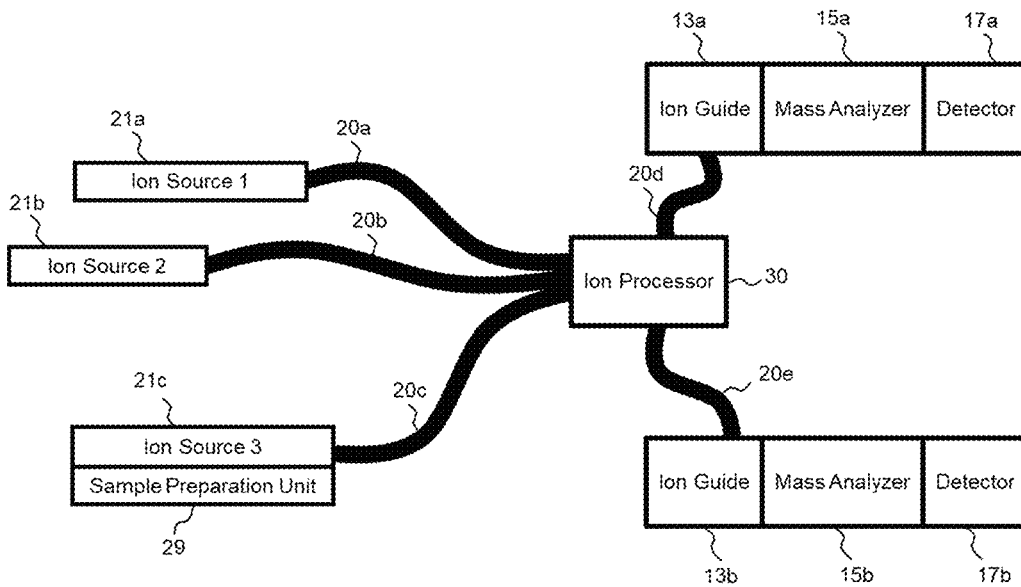 13a
15a
17a
Ion Guide
Mass Analyzer
Detector
21a
20a
Ion Source 1
20d
21b
20b
Ion Source 2
Ion Processor
30
21c
20c
20e
Ion Source 3
Sample Preparation Unit
29
Ion Guide
Mass Analyzer
Detector
13b
15b
17b